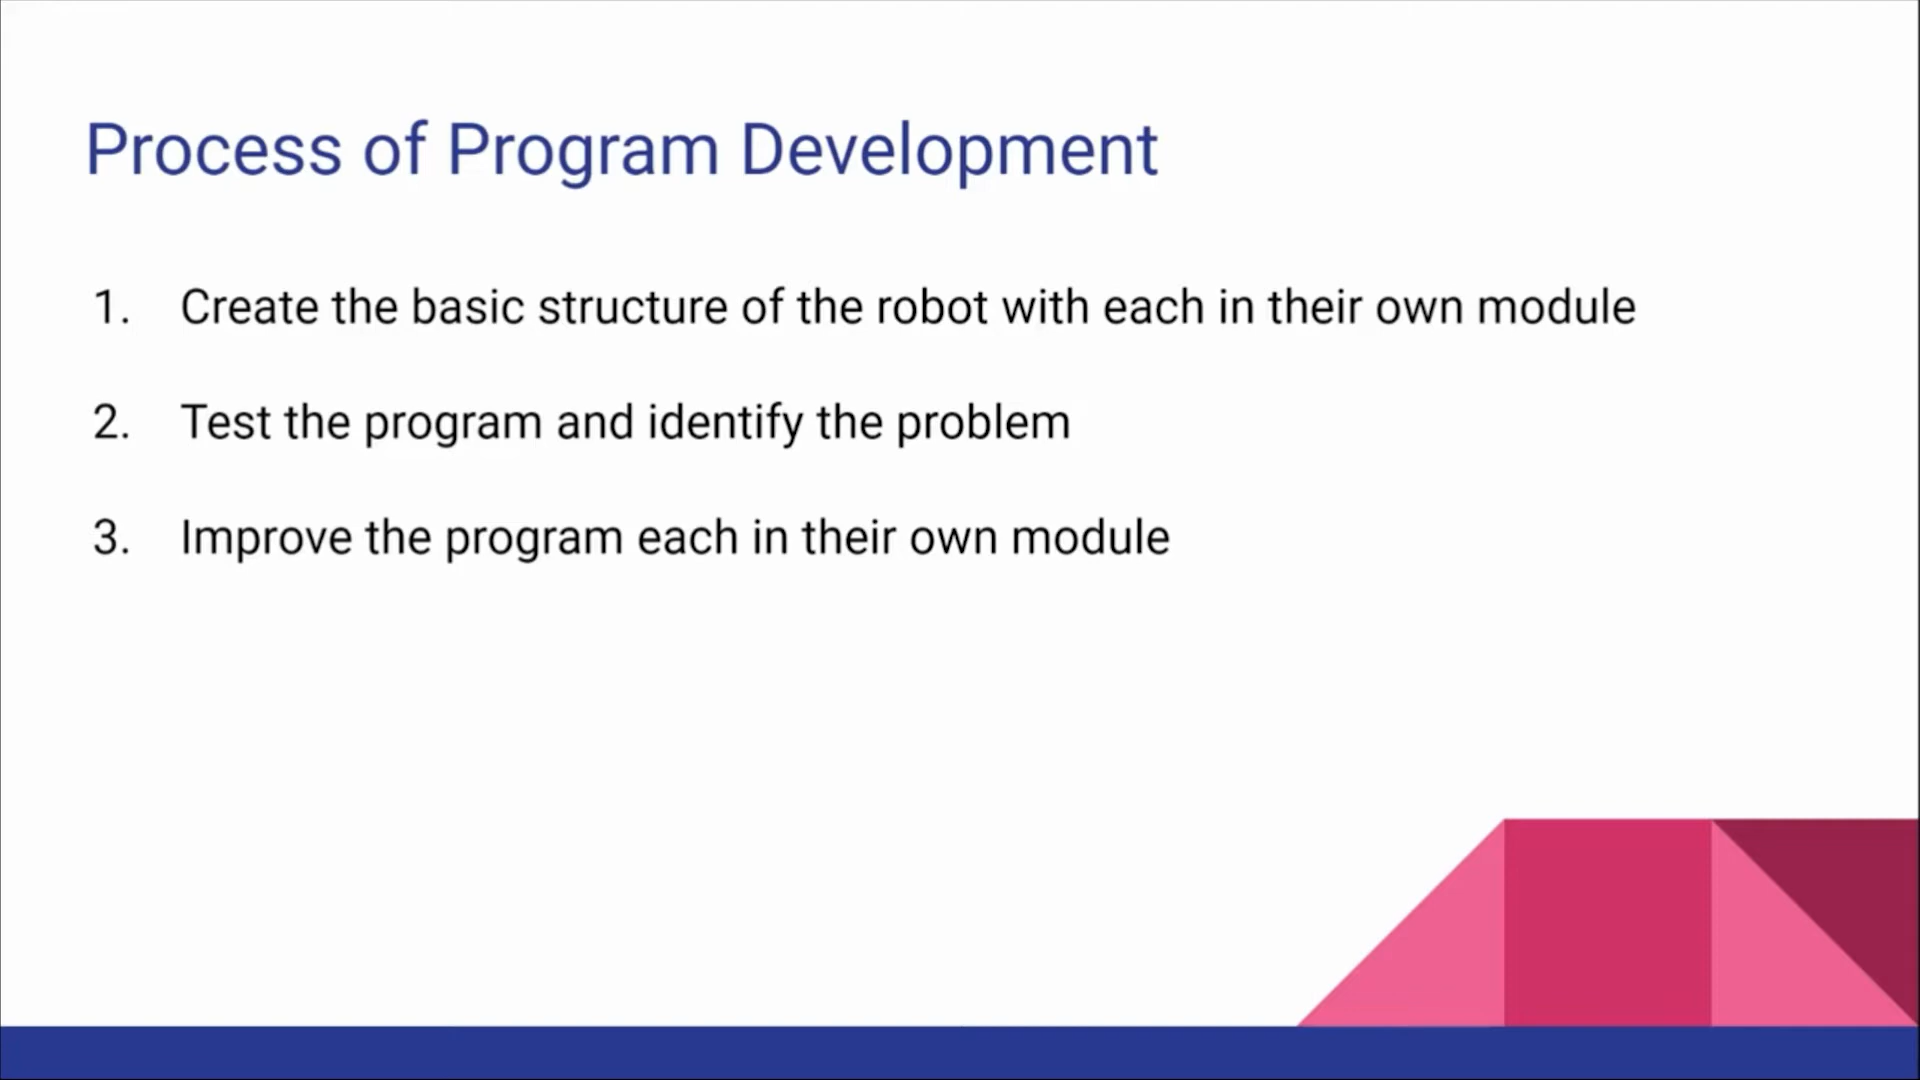 Process of Program Development
1. Create the basic structure of the robot with each in their own module
2. Test the program and identify the problem
3. Improve the program each in their own module